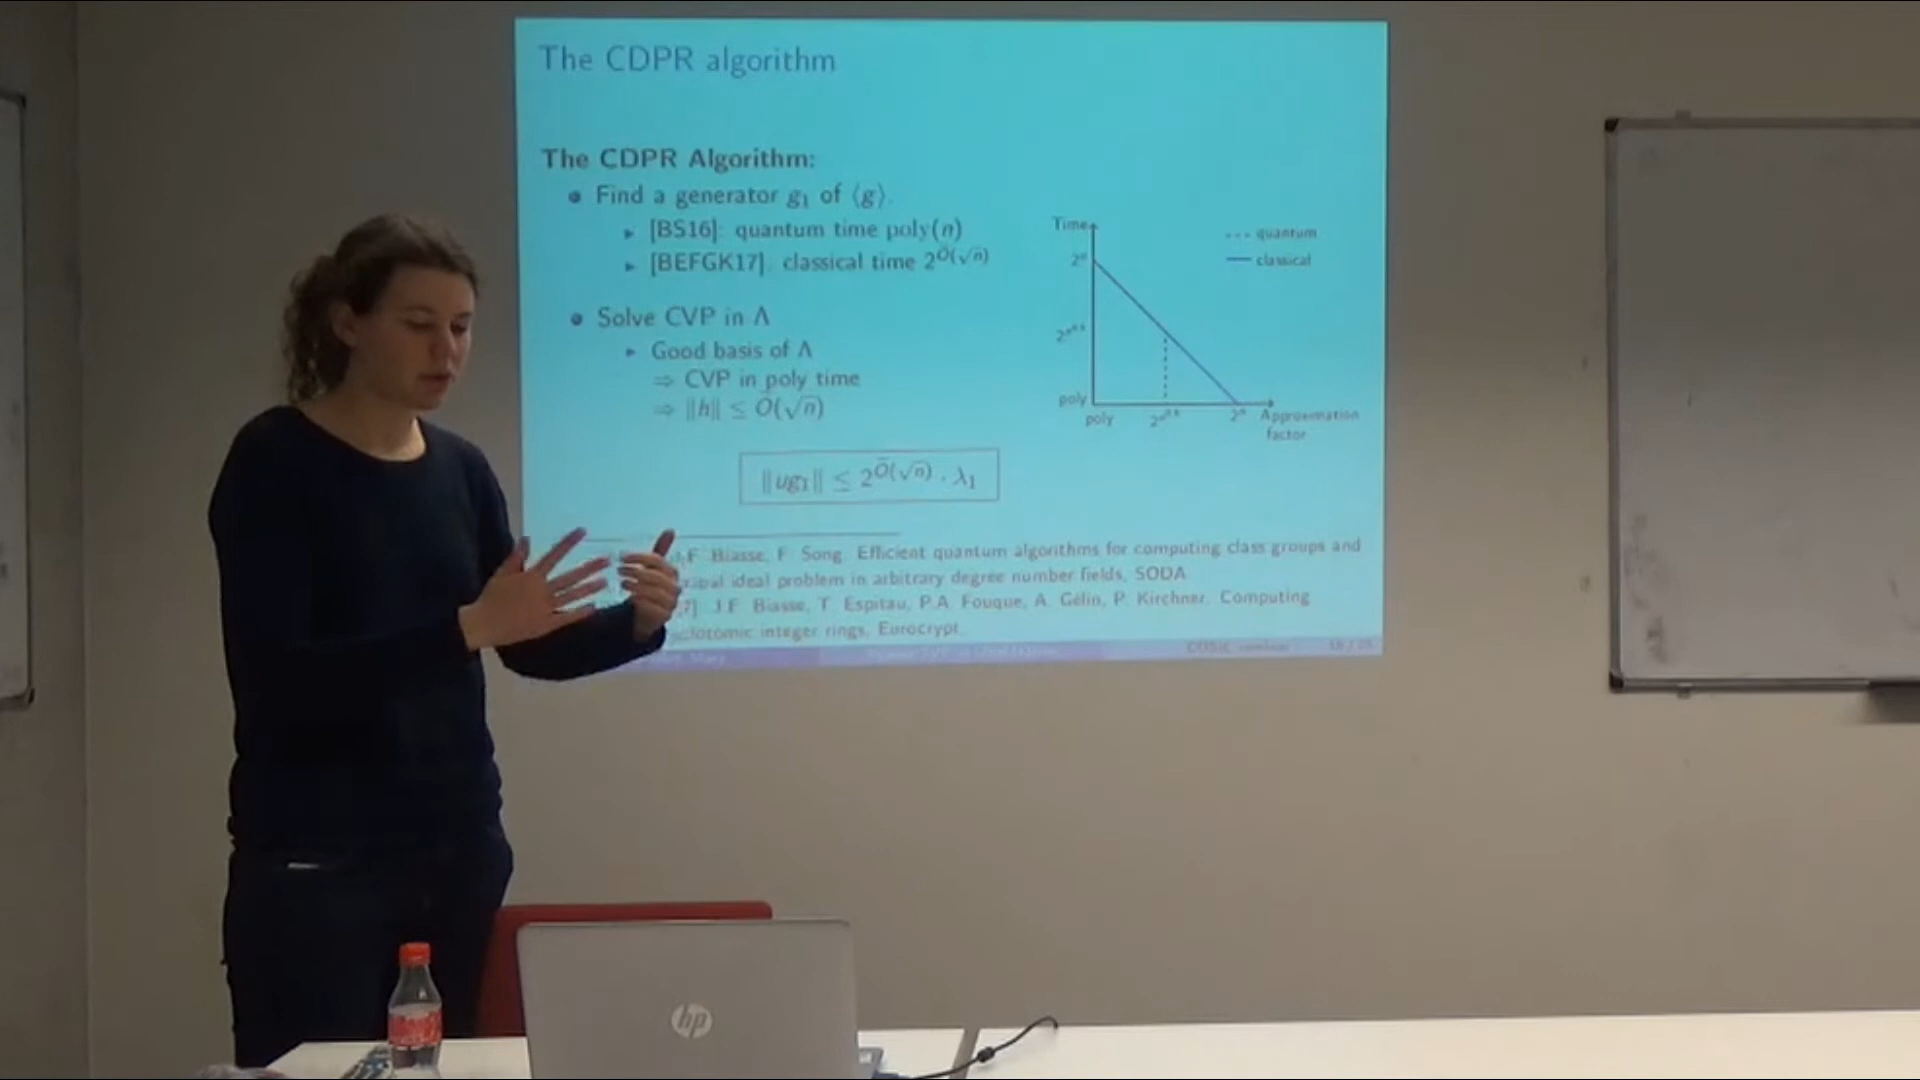 The CDPR algorithm
The CDPR Algorithm:
Find a generator g₁ of ⟨g⟩.
[BS16]: quantum time poly(n)
[BEFGK17]: classical time 2^Õ(√n)
Solve CVP in Λ
Good basis of Λ
⇒ CVP in poly time
⇒ ‖h‖ ≤ Õ(√n)
‖ug₁‖ ≤ 2^Õ(√n) · λ₁
Time
quantum
classical
2ⁿ
poly
poly
2ⁿ
Approximation
factor
J.F. Biasse, F. Song. Efficient quantum algorithms for computing class groups and
ideal problem in arbitrary degree number fields, SODA.
7] J.F. Biasse, T. Espitau, P.A. Fouque, A. Gélin, P. Kirchner. Computing
integer rings, Eurocrypt.
hp